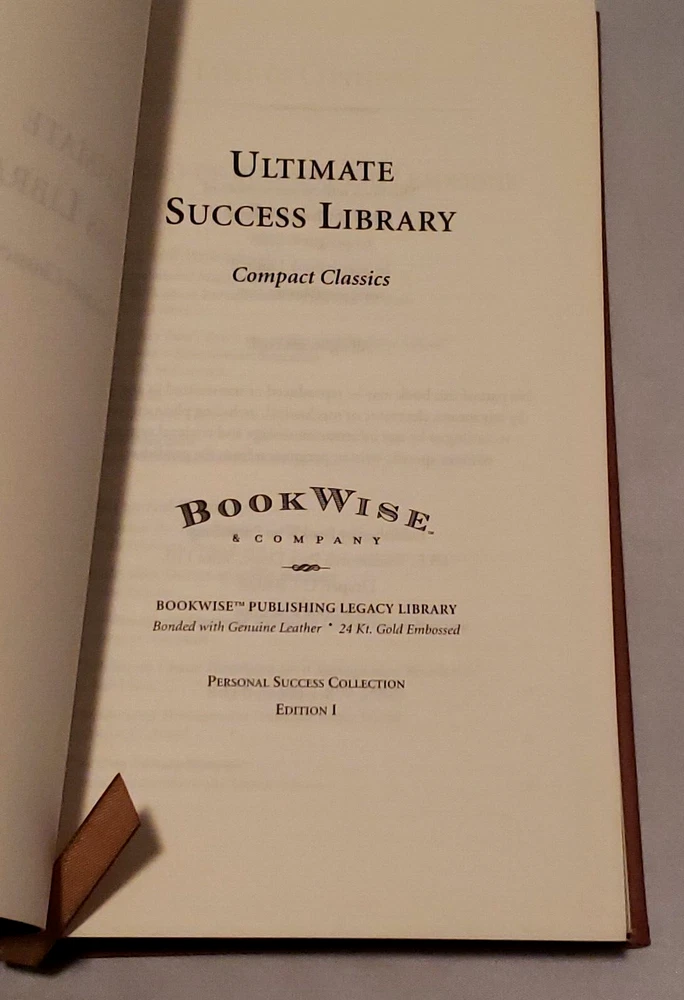 ULTIMATE
SUCCESS LIBRARY
Compact Classics
BOOKWISE™
& COMPANY
BOOKWISE™ PUBLISHING LEGACY LIBRARY
Bonded with Genuine Leather • 24 Kt. Gold Embossed
PERSONAL SUCCESS COLLECTION
EDITION I